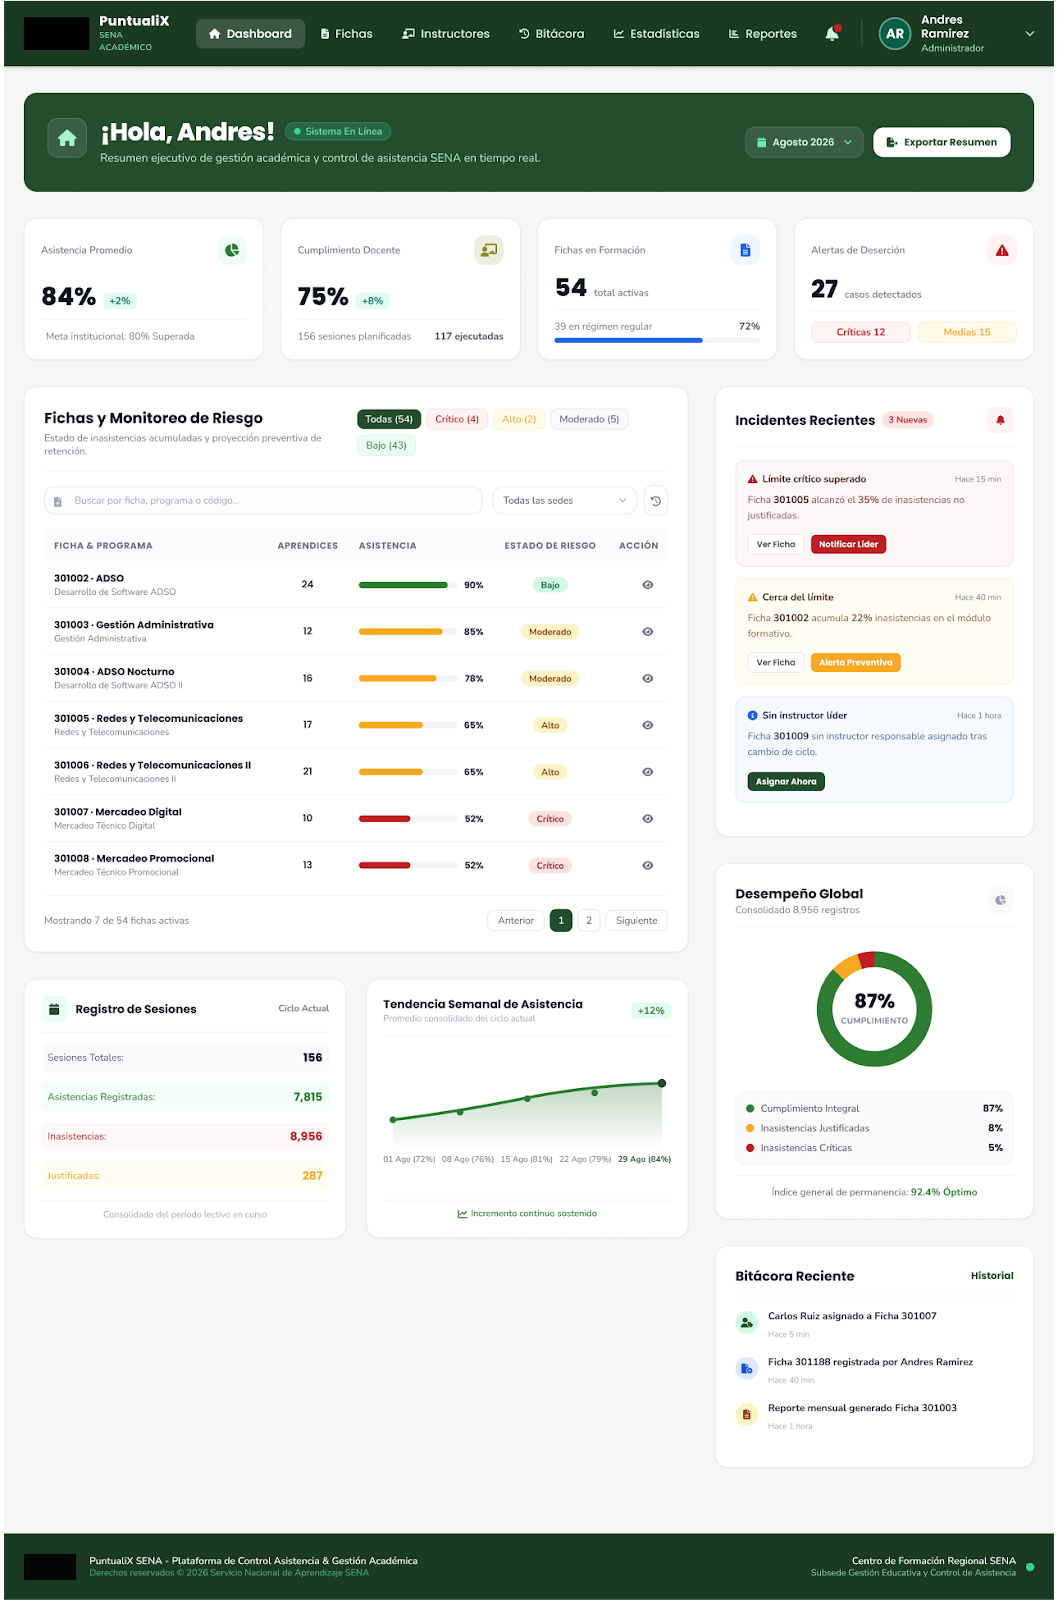 PuntualiX
SENA
ACADÉMICO
Dashboard
Fichas
Instructores
Bitácora
Estadísticas
Reportes
AR
Andres
Ramirez
Administrador
¡Hola, Andres!
Sistema En Línea
Resumen ejecutivo de gestión académica y control de asistencia SENA en tiempo real.
Agosto 2026
Exportar Resumen
Asistencia Promedio
84% +2%
Meta institucional: 80% Superada
Cumplimiento Docente
75% +8%
156 sesiones planificadas 117 ejecutadas
Fichas en Formación
54 total activas
39 en régimen regular 72%
Alertas de Deserción
27 casos detectados
Críticas 12
Medias 15
Fichas y Monitoreo de Riesgo
Estado de inasistencias acumuladas y proyección preventiva de
retención.
Todas (54)
Crítico (4)
Alto (2)
Moderado (5)
Bajo (43)
Buscar por ficha, programa o código...
Todas las sedes
FICHA & PROGRAMA APRENDICES ASISTENCIA ESTADO DE RIESGO ACCIÓN
301002 · ADSO
Desarrollo de Software ADSO
24 90% Bajo
301003 · Gestión Administrativa
Gestión Administrativa
12 85% Moderado
301004 · ADSO Nocturno
Desarrollo de Software ADSO II
16 78% Moderado
301005 · Redes y Telecomunicaciones
Redes y Telecomunicaciones
17 65% Alto
301006 · Redes y Telecomunicaciones II
Redes y Telecomunicaciones II
21 65% Alto
301007 · Mercadeo Digital
Mercadeo Técnico Digital
10 52% Crítico
301008 · Mercadeo Promocional
Mercadeo Técnico Promocional
13 52% Crítico
Mostrando 7 de 54 fichas activas
Anterior 1 2 Siguiente
Incidentes Recientes 3 Nuevas
Límite crítico superado Hace 15 min
Ficha 301005 alcanzó el 35% de inasistencias no
justificadas.
Ver Ficha
Notificar Líder
Cerca del límite Hace 40 min
Ficha 301002 acumula 22% inasistencias en el módulo
formativo.
Ver Ficha
Alerta Preventiva
Sin instructor líder Hace 1 hora
Ficha 301009 sin instructor responsable asignado tras
cambio de ciclo.
Asignar Ahora
Desempeño Global
Consolidado 8,956 registros
87%
CUMPLIMIENTO
Cumplimiento Integral 87%
Inasistencias Justificadas 8%
Inasistencias Críticas 5%
Índice general de permanencia: 92.4% Óptimo
Registro de Sesiones Ciclo Actual
Sesiones Totales: 156
Asistencias Registradas: 7,815
Inasistencias: 8,956
Justificadas: 287
Consolidado del período lectivo en curso
Tendencia Semanal de Asistencia
Promedio consolidado del ciclo actual
+12%
01 Ago (72%) 08 Ago (76%) 15 Ago (81%) 22 Ago (79%) 29 Ago (84%)
Incremento continuo sostenido
Bitácora Reciente Historial
Carlos Ruiz asignado a Ficha 301007
Hace 5 min
Ficha 301188 registrada por Andres Ramirez
Hace 40 min
Reporte mensual generado Ficha 301003
Hace 1 hora
PuntualiX SENA - Plataforma de Control Asistencia & Gestión Académica
Derechos reservados © 2026 Servicio Nacional de Aprendizaje SENA
Centro de Formación Regional SENA
Subsede Gestión Educativa y Control de Asistencia